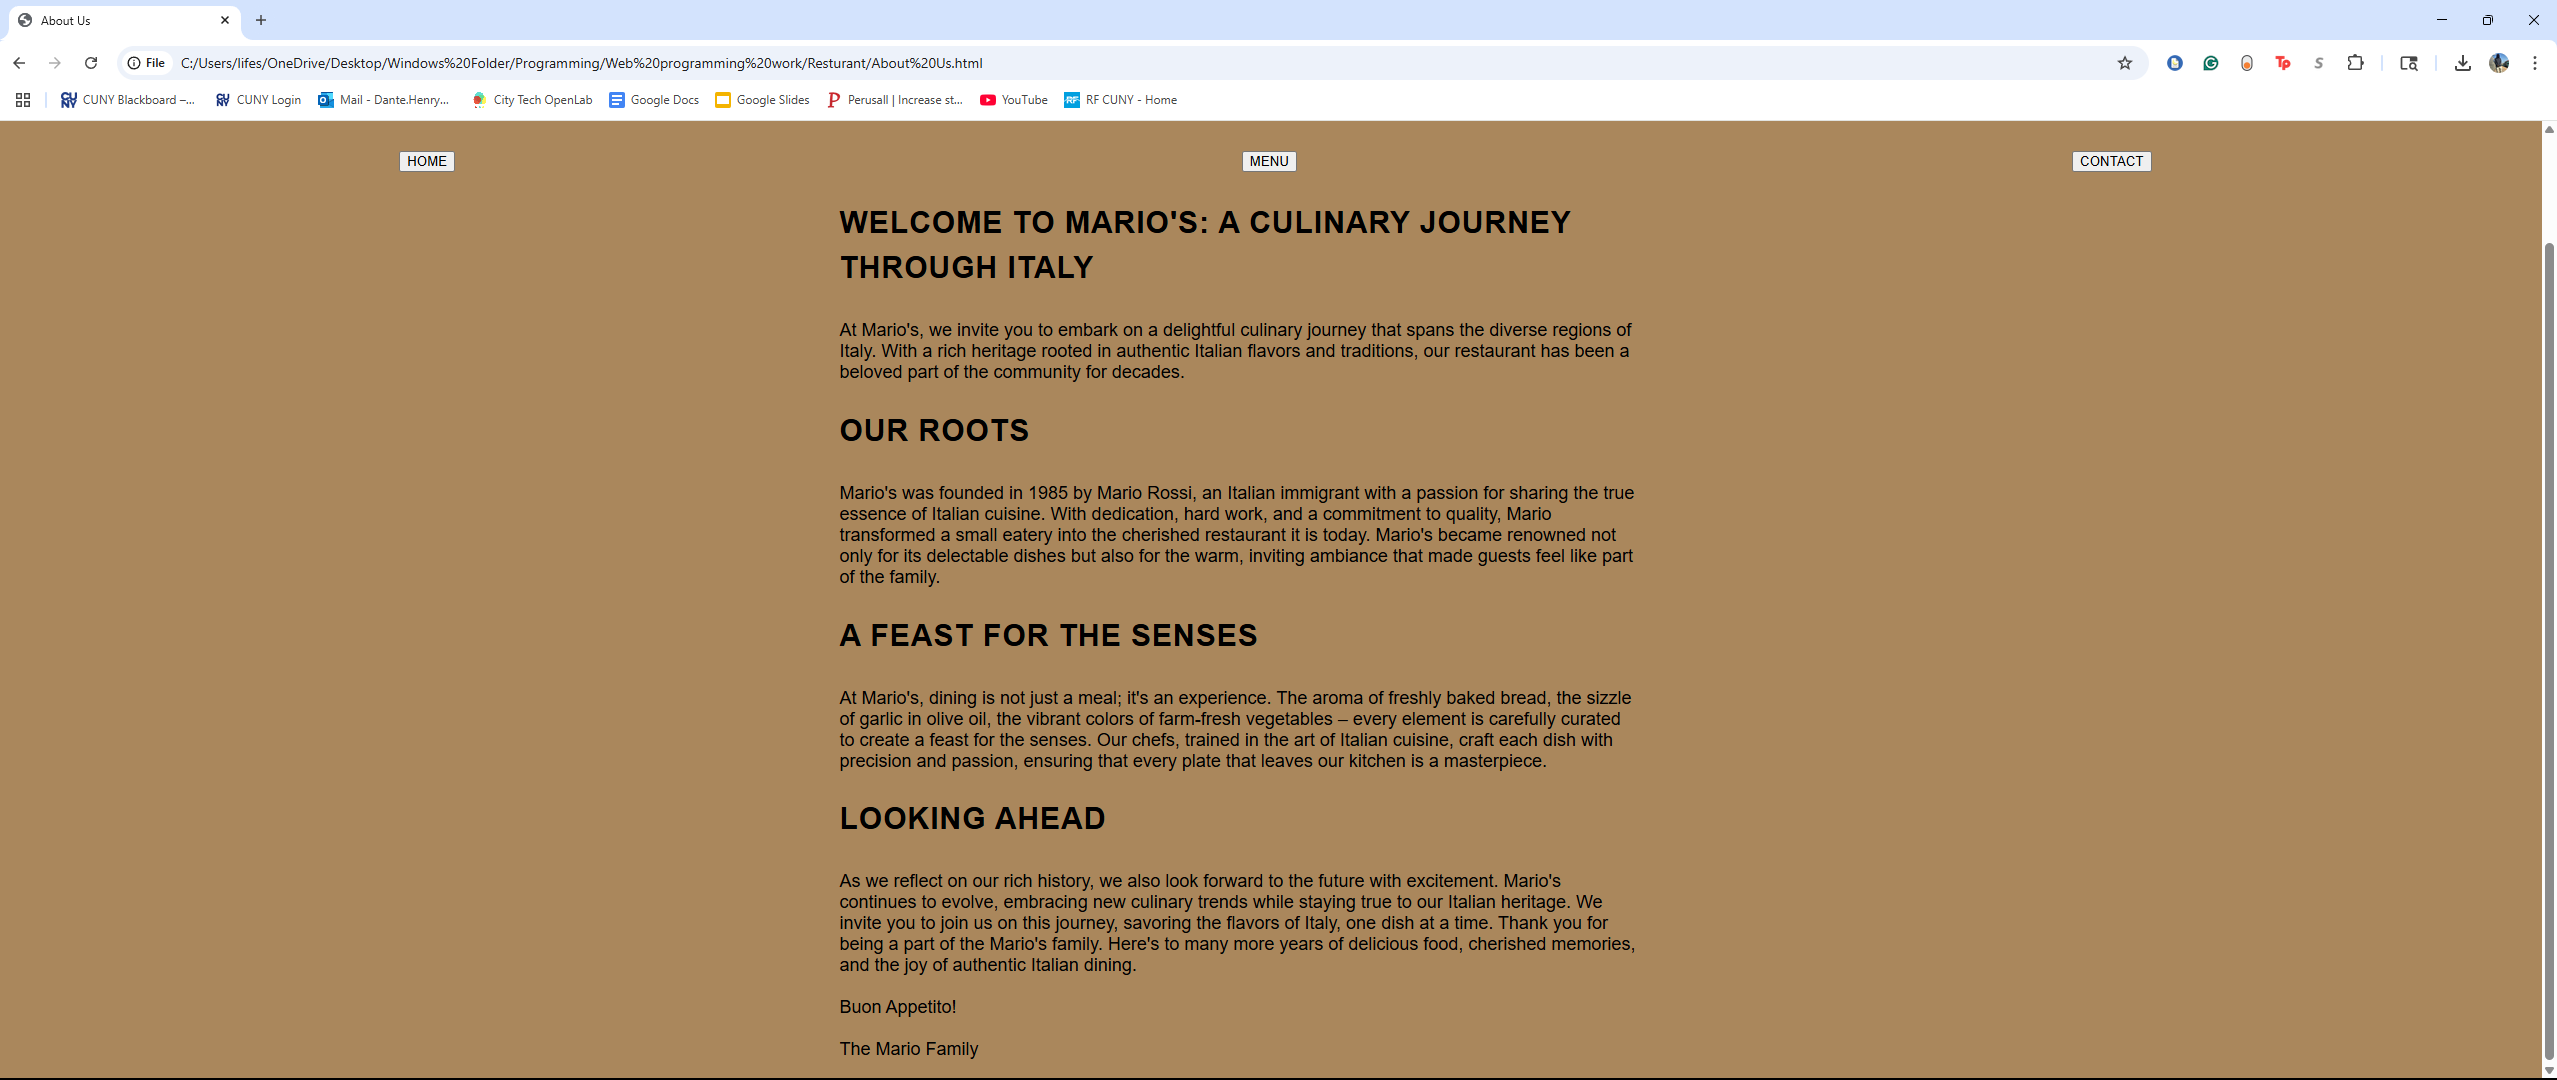 About Us
File
C:/Users/lifes/OneDrive/Desktop/Windows%20Folder/Programming/Web%20programming%20work/Resturant/About%20Us.html
CUNY Blackboard –... CUNY Login Mail - Dante.Henry... City Tech OpenLab Google Docs Google Slides Perusall | Increase st... YouTube RF CUNY - Home
HOME MENU CONTACT
WELCOME TO MARIO'S: A CULINARY JOURNEY
THROUGH ITALY
At Mario's, we invite you to embark on a delightful culinary journey that spans the diverse regions of
Italy. With a rich heritage rooted in authentic Italian flavors and traditions, our restaurant has been a
beloved part of the community for decades.
OUR ROOTS
Mario's was founded in 1985 by Mario Rossi, an Italian immigrant with a passion for sharing the true
essence of Italian cuisine. With dedication, hard work, and a commitment to quality, Mario
transformed a small eatery into the cherished restaurant it is today. Mario's became renowned not
only for its delectable dishes but also for the warm, inviting ambiance that made guests feel like part
of the family.
A FEAST FOR THE SENSES
At Mario's, dining is not just a meal; it's an experience. The aroma of freshly baked bread, the sizzle
of garlic in olive oil, the vibrant colors of farm-fresh vegetables – every element is carefully curated
to create a feast for the senses. Our chefs, trained in the art of Italian cuisine, craft each dish with
precision and passion, ensuring that every plate that leaves our kitchen is a masterpiece.
LOOKING AHEAD
As we reflect on our rich history, we also look forward to the future with excitement. Mario's
continues to evolve, embracing new culinary trends while staying true to our Italian heritage. We
invite you to join us on this journey, savoring the flavors of Italy, one dish at a time. Thank you for
being a part of the Mario's family. Here's to many more years of delicious food, cherished memories,
and the joy of authentic Italian dining.
Buon Appetito!
The Mario Family